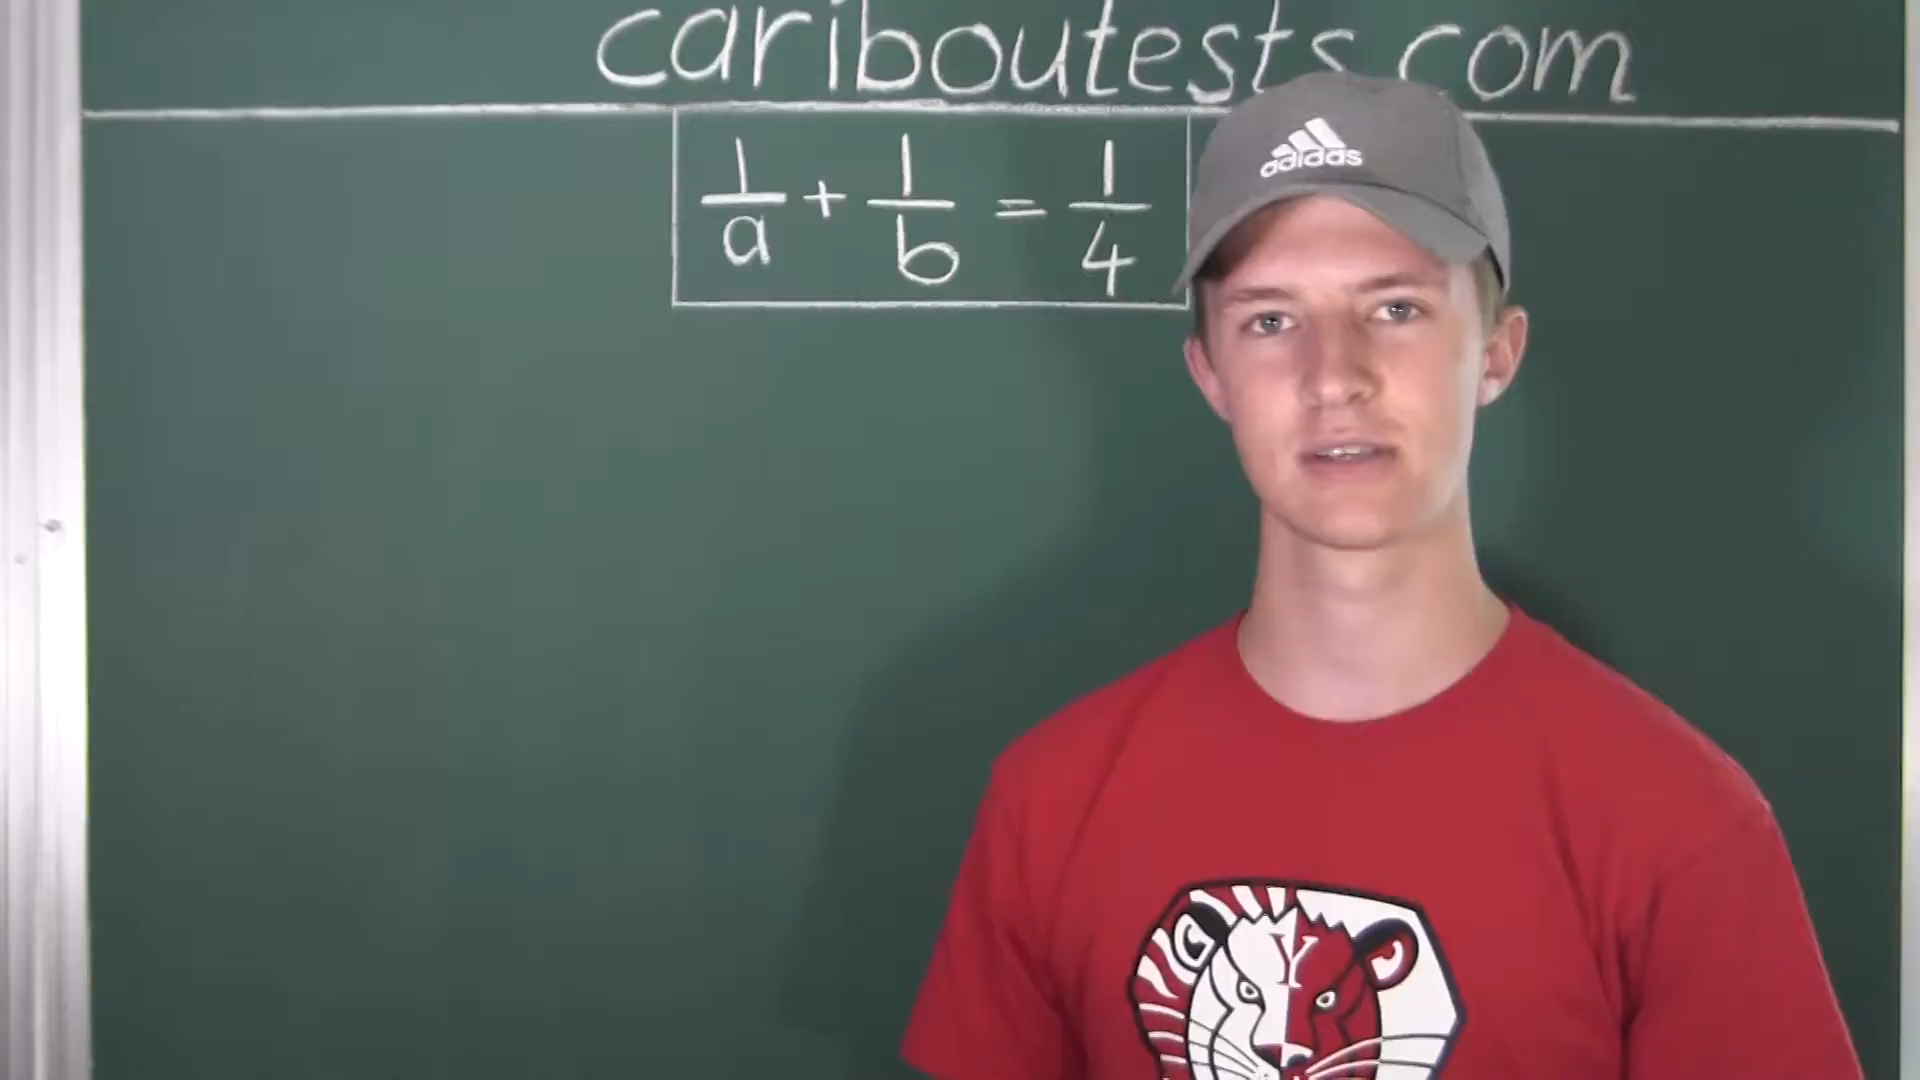 cariboutests.com
1/a + 1/b = 1/4
adidas
Y